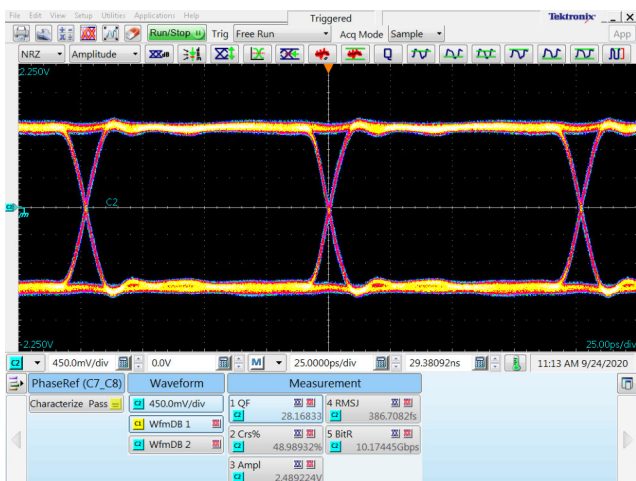 File Edit View Setup Utilities Applications Help Triggered Tektronix
Run/Stop Trig Free Run Acq Mode Sample App
NRZ Amplitude Q
2.250V
C2
-2.250V 25.00ps/div
C2 450.0mV/div 0.0V M 25.0000ps/div 29.38092ns 11:13 AM 9/24/2020
PhaseRef (C7_C8) Waveform Measurement
Characterize Pass C2 450.0mV/div 1 QF 4 RMSJ
C2 28.16833 386.7082fs
C1 WfmDB 1 2 Crs% 5 BitR
C2 48.98932% C2 10.17445Gbps
C2 WfmDB 2 3 Ampl
C2 2.489224V